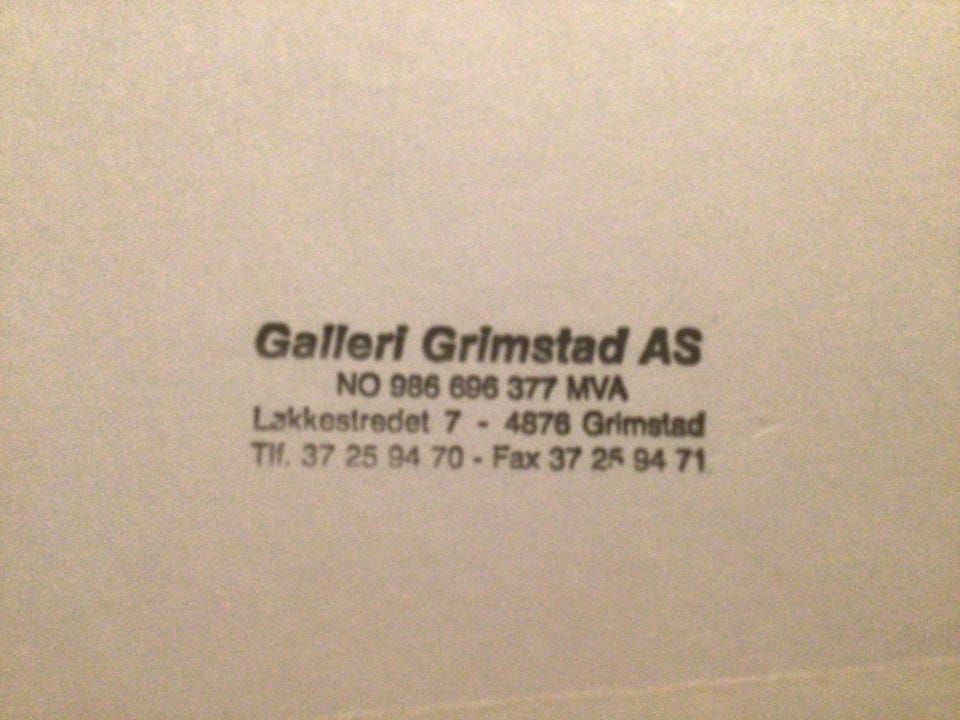 Galleri Grimstad AS
NO 986 696 377 MVA
Løkkestredet 7 - 4876 Grimstad
Tlf. 37 25 94 70 - Fax 37 25 94 71